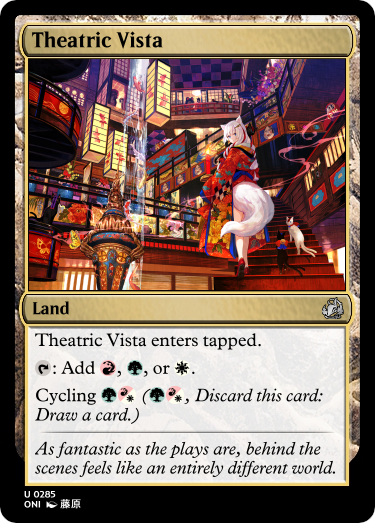 Theatric Vista
Land
Theatric Vista enters tapped.
: Add , , or .
Cycling (, Discard this card:
Draw a card.)
As fantastic as the plays are, behind the
scenes feels like an entirely different world.
U 0285
ONI 藤原